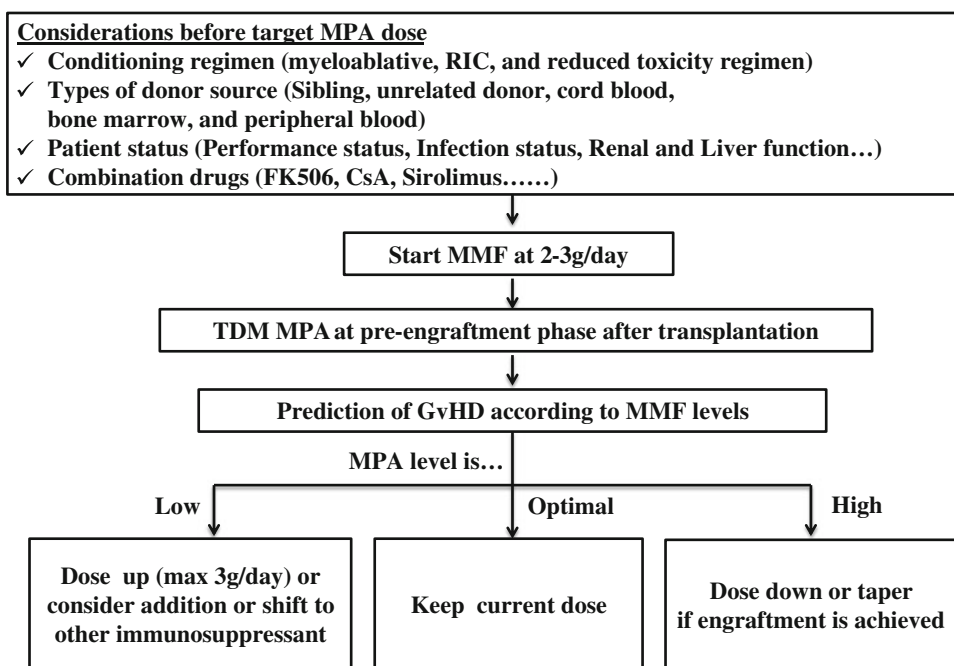 Considerations before target MPA dose
✓ Conditioning regimen (myeloablative, RIC, and reduced toxicity regimen)
✓ Types of donor source (Sibling, unrelated donor, cord blood,
bone marrow, and peripheral blood)
✓ Patient status (Performance status, Infection status, Renal and Liver function…)
✓ Combination drugs (FK506, CsA, Sirolimus……)
Start MMF at 2-3g/day
TDM MPA at pre-engraftment phase after transplantation
Prediction of GvHD according to MMF levels
MPA level is…
Low
Optimal
High
Dose up (max 3g/day) or
consider addition or shift to
other immunosuppressant
Keep current dose
Dose down or taper
if engraftment is achieved